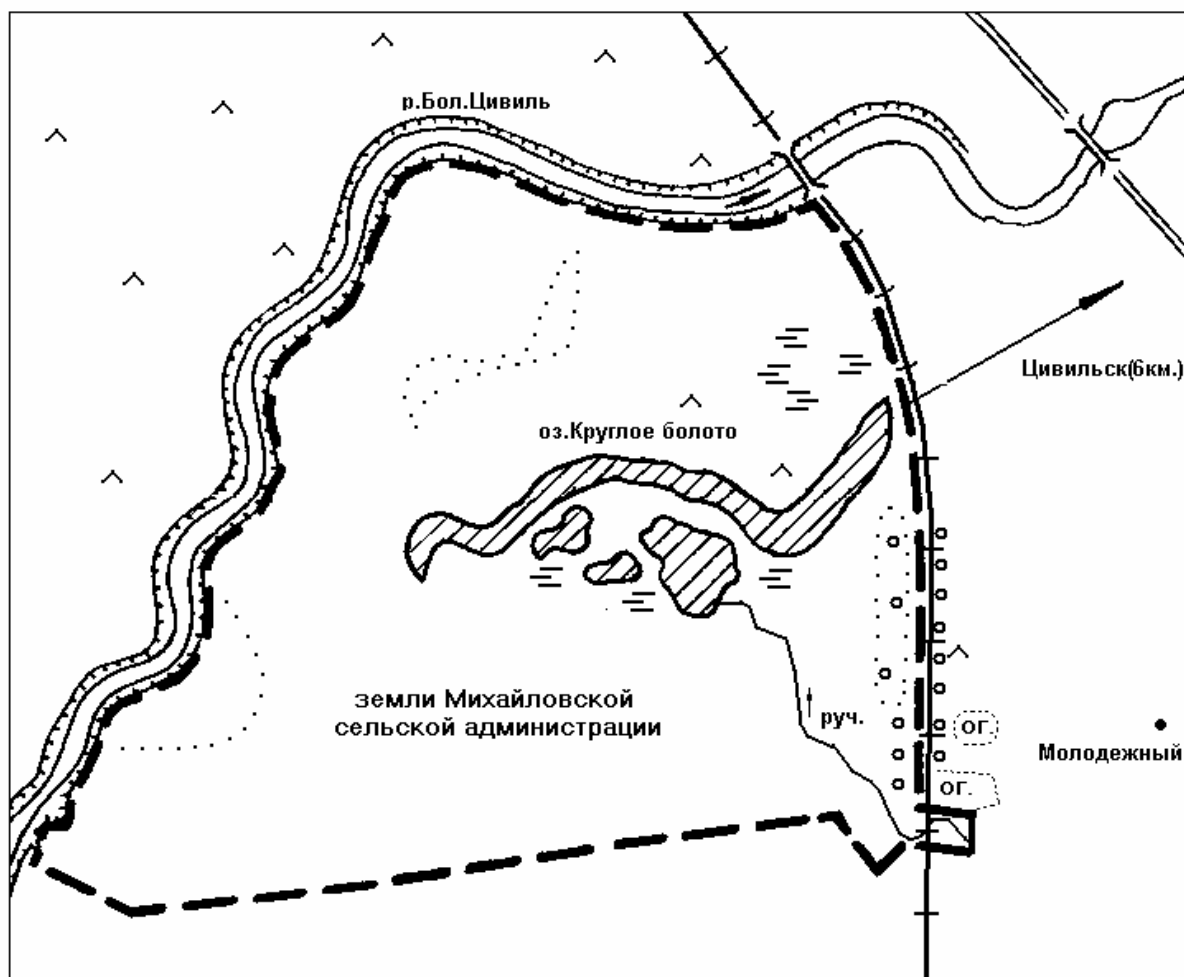 р.Бол.Цивиль
Цивильск(6км.)
оз.Круглое болото
земли Михайловской
сельской администрации
руч.
ог.
Молодежный
ог.